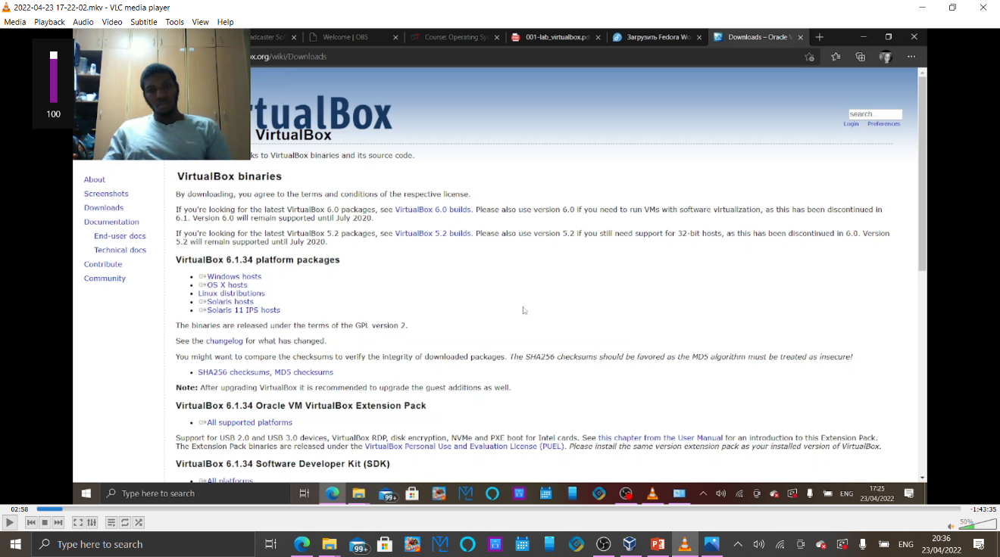 2022-04-23 17-22-02.mkv - VLC media player
Media Playback Audio Video Subtitle Tools View Help
Welcome | OBS
Course: Operating Sy
001-lab_virtualbox.pd
Загрузить Fedora Wo
Downloads – Oracle V
ox.org/wiki/Downloads
100
tualBox
VirtualBox
search...
Login Preferences
ks to VirtualBox binaries and its source code.
About
Screenshots
Downloads
Documentation
End-user docs
Technical docs
Contribute
Community
VirtualBox binaries
By downloading, you agree to the terms and conditions of the respective license.
If you're looking for the latest VirtualBox 6.0 packages, see VirtualBox 6.0 builds. Please also use version 6.0 if you need to run VMs with software virtualization, as this has been discontinued in
6.1. Version 6.0 will remain supported until July 2020.
If you're looking for the latest VirtualBox 5.2 packages, see VirtualBox 5.2 builds. Please also use version 5.2 if you still need support for 32-bit hosts, as this has been discontinued in 6.0. Version
5.2 will remain supported until July 2020.
VirtualBox 6.1.34 platform packages
Windows hosts
OS X hosts
Linux distributions
Solaris hosts
Solaris 11 IPS hosts
The binaries are released under the terms of the GPL version 2.
See the changelog for what has changed.
You might want to compare the checksums to verify the integrity of downloaded packages. The SHA256 checksums should be favored as the MD5 algorithm must be treated as insecure!
SHA256 checksums, MD5 checksums
Note: After upgrading VirtualBox it is recommended to upgrade the guest additions as well.
VirtualBox 6.1.34 Oracle VM VirtualBox Extension Pack
All supported platforms
Support for USB 2.0 and USB 3.0 devices, VirtualBox RDP, disk encryption, NVMe and PXE boot for Intel cards. See this chapter from the User Manual for an introduction to this Extension Pack.
The Extension Pack binaries are released under the VirtualBox Personal Use and Evaluation License (PUEL). Please install the same version extension pack as your installed version of VirtualBox.
VirtualBox 6.1.34 Software Developer Kit (SDK)
All platforms
Type here to search
99+
ENG
17:25
23/04/2022
02:58
-1:43:35
50%
Type here to search
99+
ENG
20:36
23/04/2022